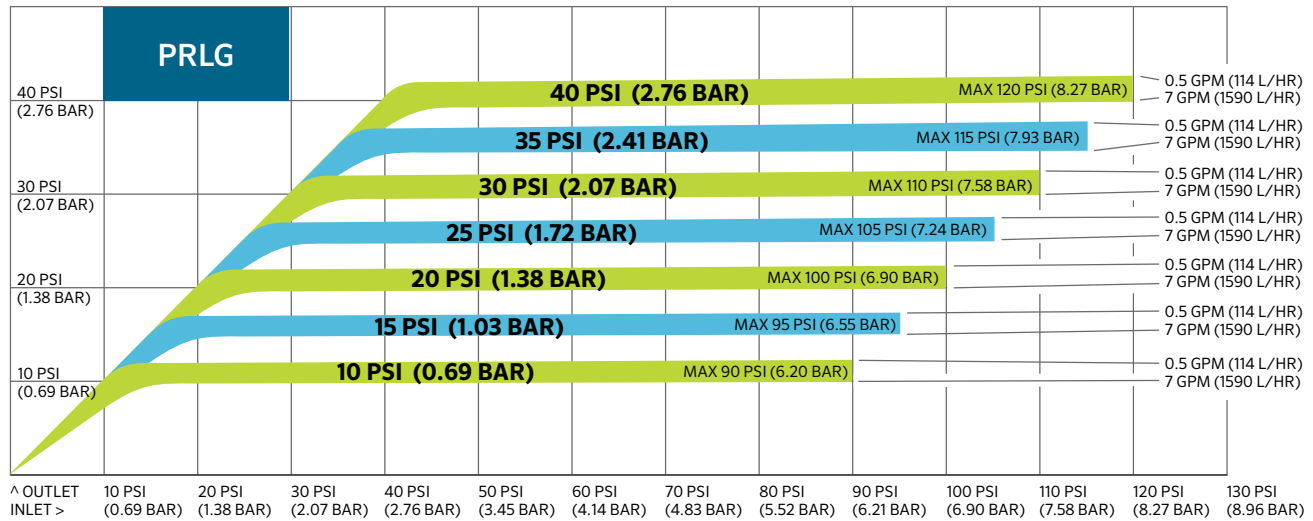 PRLG
40 PSI
(2.76 BAR)
40 PSI (2.76 BAR)
MAX 120 PSI (8.27 BAR)
0.5 GPM (114 L/HR)
7 GPM (1590 L/HR)
35 PSI (2.41 BAR)
MAX 115 PSI (7.93 BAR)
0.5 GPM (114 L/HR)
7 GPM (1590 L/HR)
30 PSI
(2.07 BAR)
30 PSI (2.07 BAR)
MAX 110 PSI (7.58 BAR)
0.5 GPM (114 L/HR)
7 GPM (1590 L/HR)
25 PSI (1.72 BAR)
MAX 105 PSI (7.24 BAR)
0.5 GPM (114 L/HR)
7 GPM (1590 L/HR)
20 PSI
(1.38 BAR)
20 PSI (1.38 BAR)
MAX 100 PSI (6.90 BAR)
0.5 GPM (114 L/HR)
7 GPM (1590 L/HR)
15 PSI (1.03 BAR)
MAX 95 PSI (6.55 BAR)
0.5 GPM (114 L/HR)
7 GPM (1590 L/HR)
10 PSI
(0.69 BAR)
10 PSI (0.69 BAR)
MAX 90 PSI (6.20 BAR)
0.5 GPM (114 L/HR)
7 GPM (1590 L/HR)
^ OUTLET
INLET >
10 PSI
(0.69 BAR)
20 PSI
(1.38 BAR)
30 PSI
(2.07 BAR)
40 PSI
(2.76 BAR)
50 PSI
(3.45 BAR)
60 PSI
(4.14 BAR)
70 PSI
(4.83 BAR)
80 PSI
(5.52 BAR)
90 PSI
(6.21 BAR)
100 PSI
(6.90 BAR)
110 PSI
(7.58 BAR)
120 PSI
(8.27 BAR)
130 PSI
(8.96 BAR)